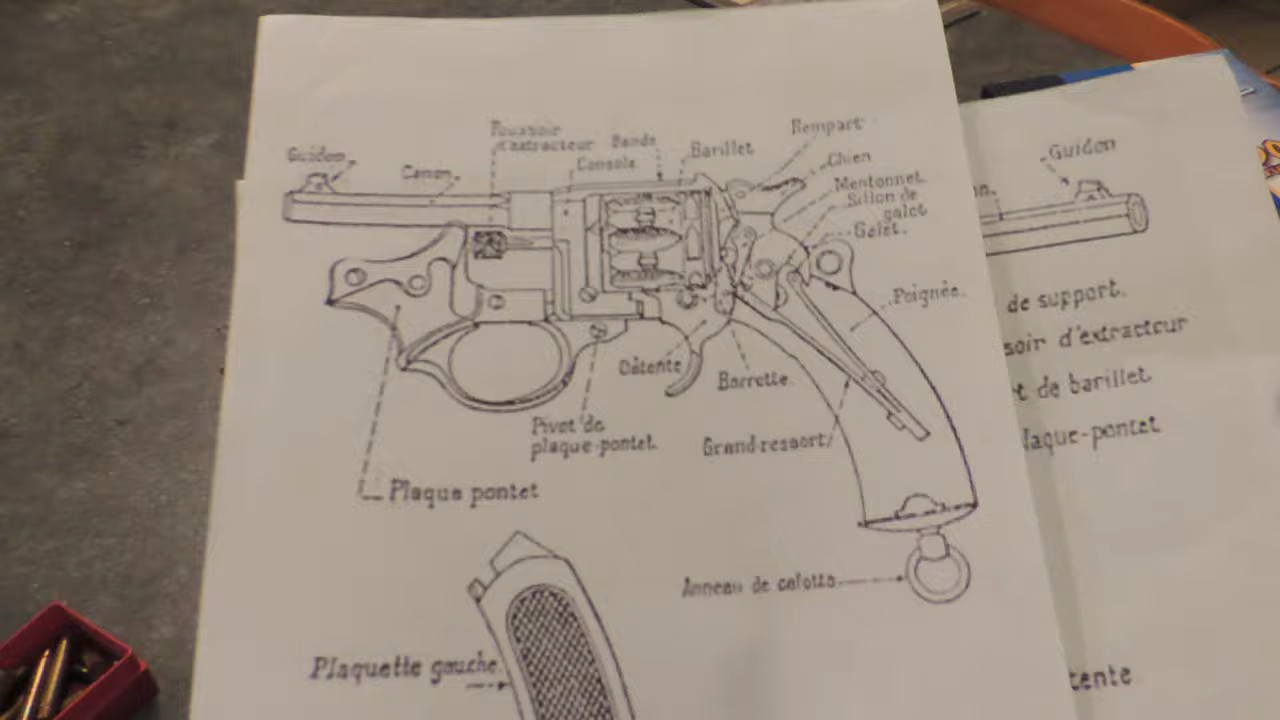 Guidon
Canon
Poussoir
d'extracteur
Console
Bande
Barillet
Rempart
Chien
Mentonnet
Sillon de
galet
Galet
Poignée
Détente
Barrette
Pivot de
plaque-pontet
Grand ressort
Plaque pontet
Anneau de calotte
Plaquette gauche
Guidon
on
de support.
soir d'extracteur
t de barillet
laque-pontet
tente